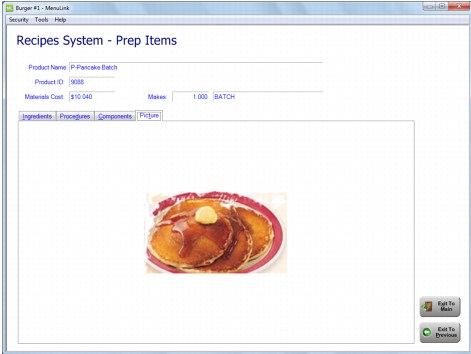 Burger #1 - MenuLink
Security Tools Help
Recipes System - Prep Items
Product Name: P-Pancake Batch
Product ID: 9088
Materials Cost: $10.040 Makes 1.000 BATCH
Ingredients Procedures Components Picture
Exit To
Main
Exit To
Previous